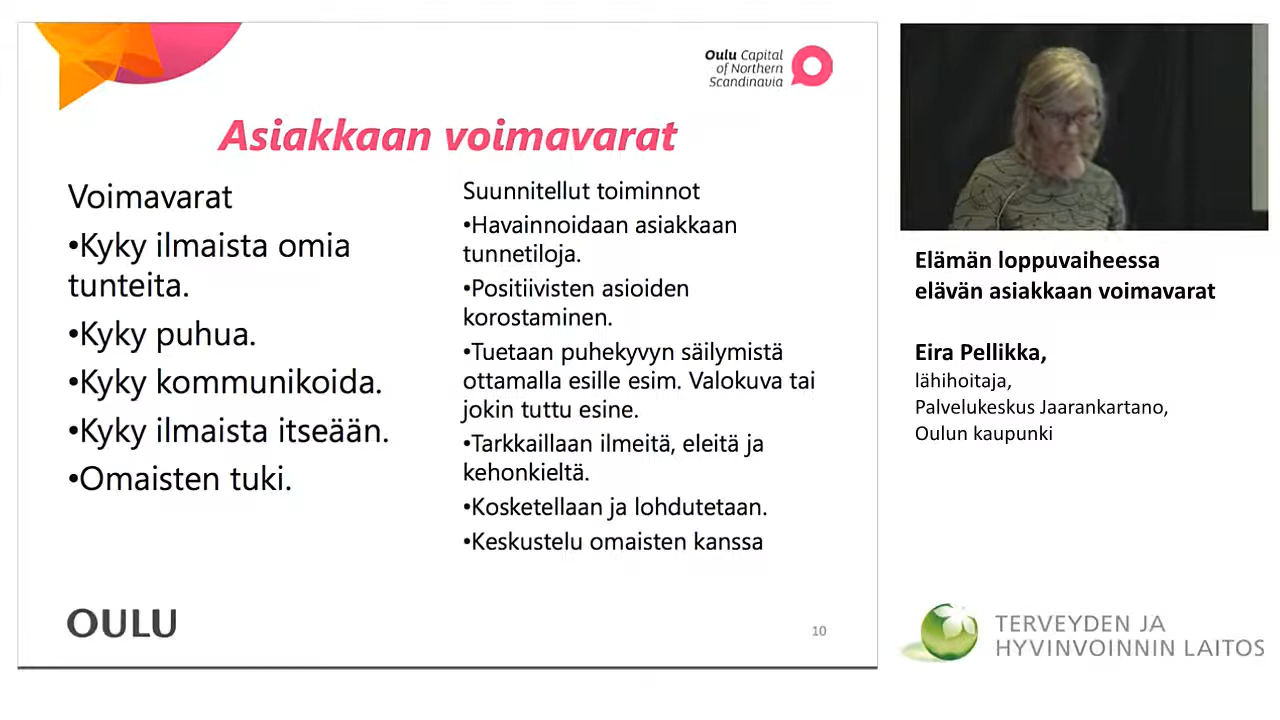 Oulu Capital
of Northern
Scandinavia
Asiakkaan voimavarat
Voimavarat
•Kyky ilmaista omia
tunteita.
•Kyky puhua.
•Kyky kommunikoida.
•Kyky ilmaista itseään.
•Omaisten tuki.
Suunnitellut toiminnot
•Havainnoidaan asiakkaan
tunnetiloja.
•Positiivisten asioiden
korostaminen.
•Tuetaan puhekyvyn säilymistä
ottamalla esille esim. Valokuva tai
jokin tuttu esine.
•Tarkkaillaan ilmeitä, eleitä ja
kehonkieltä.
•Kosketellaan ja lohdutetaan.
•Keskustelu omaisten kanssa
OULU
10
Elämän loppuvaiheessa
elävän asiakkaan voimavarat
Eira Pellikka,
lähihoitaja,
Palvelukeskus Jaarankartano,
Oulun kaupunki
TERVEYDEN JA
HYVINVOINNIN LAITOS